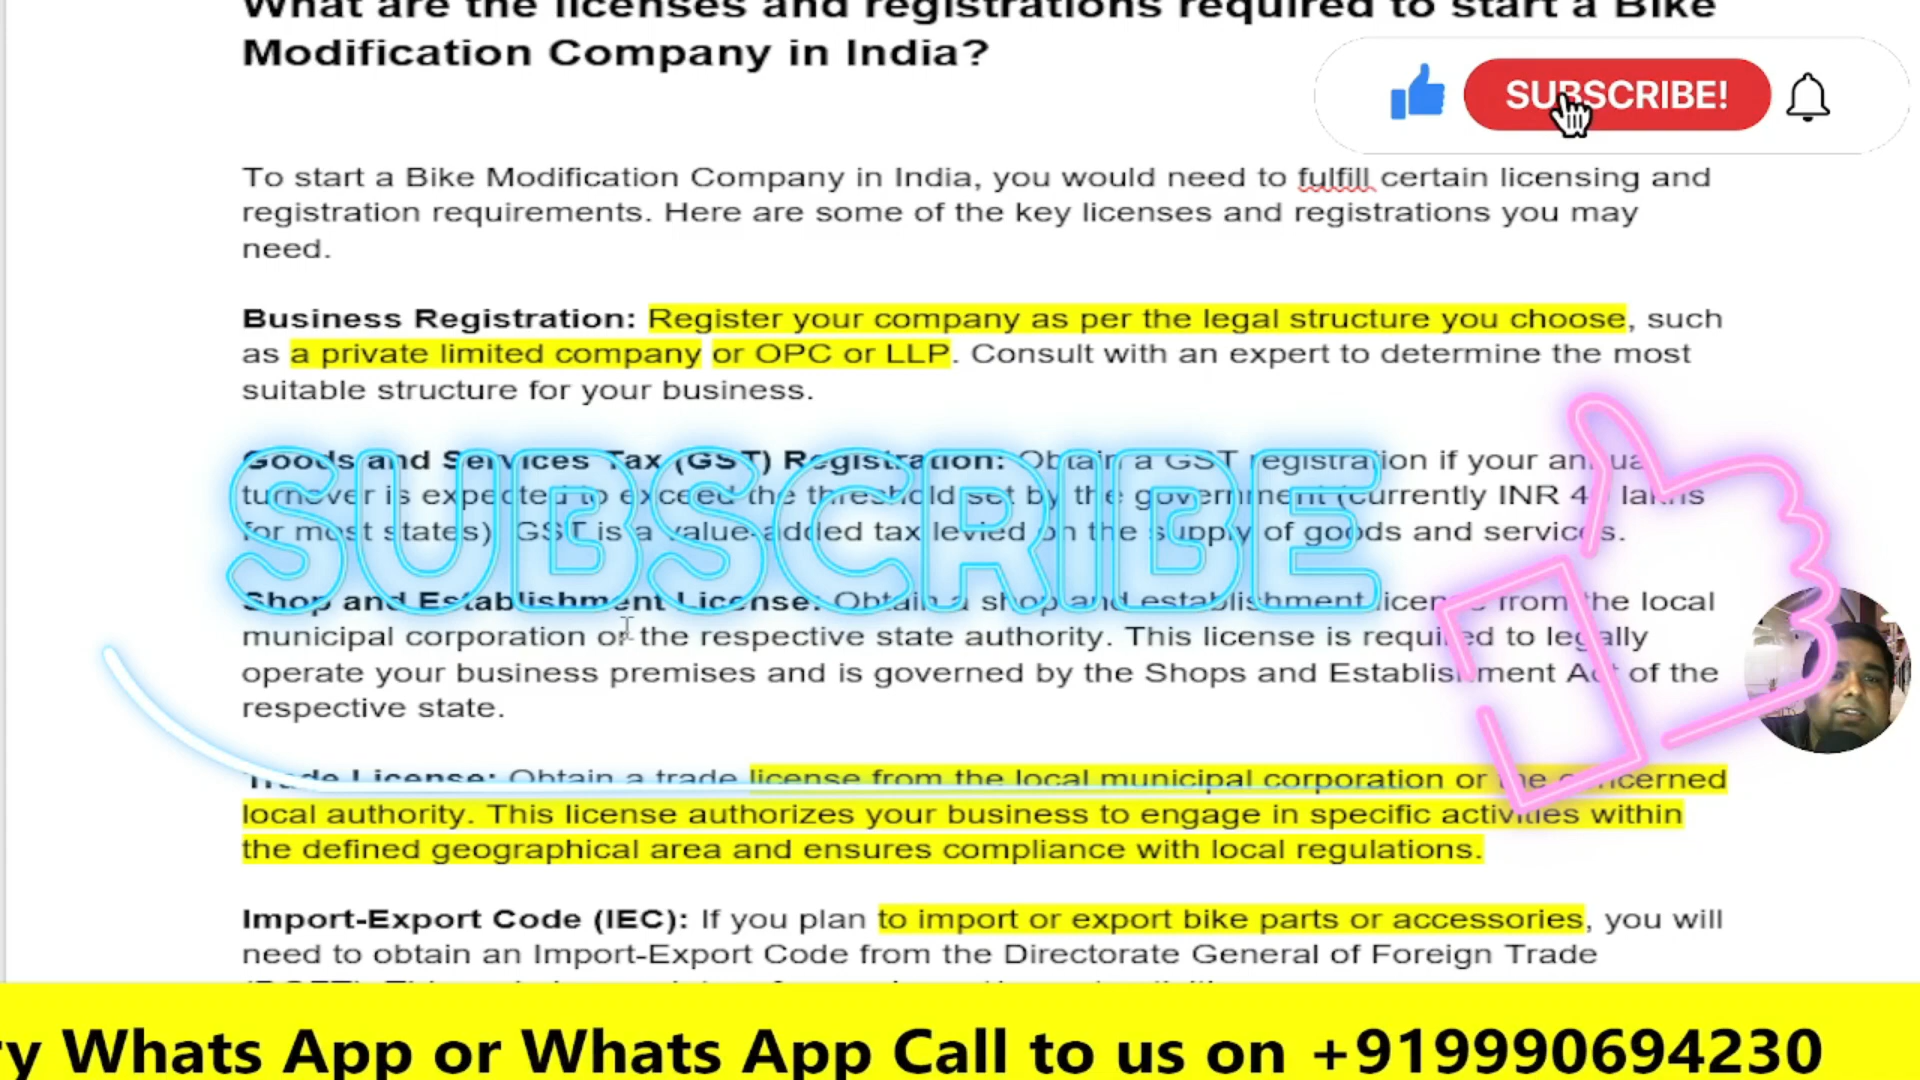 What are the licenses and registrations required to start a Bike
Modification Company in India?
SUBSCRIBE!
To start a Bike Modification Company in India, you would need to fulfill certain licensing and
registration requirements. Here are some of the key licenses and registrations you may
need.
Business Registration: Register your company as per the legal structure you choose, such
as a private limited company or OPC or LLP. Consult with an expert to determine the most
suitable structure for your business.
SUBSCRIBE
Goods and Services Tax (GST) Registration: Obtain a GST registration if your annual
turnover is expected to exceed the threshold set by the government (currently INR lakhs
for most states) GST is a value-added tax levied on the supply of goods and services.
Shop and Establishment License: Obtain a shop and establishment license from the local
municipal corporation or the respective state authority. This license is required to legally
operate your business premises and is governed by the Shops and Establishment Act of the
respective state.
Trade License: Obtain a trade license from the local municipal corporation or the concerned
local authority. This license authorizes your business to engage in specific activities within
the defined geographical area and ensures compliance with local regulations.
Import-Export Code (IEC): If you plan to import or export bike parts or accessories, you will
need to obtain an Import-Export Code from the Directorate General of Foreign Trade
Whats App or Whats App Call to us on +919990694230